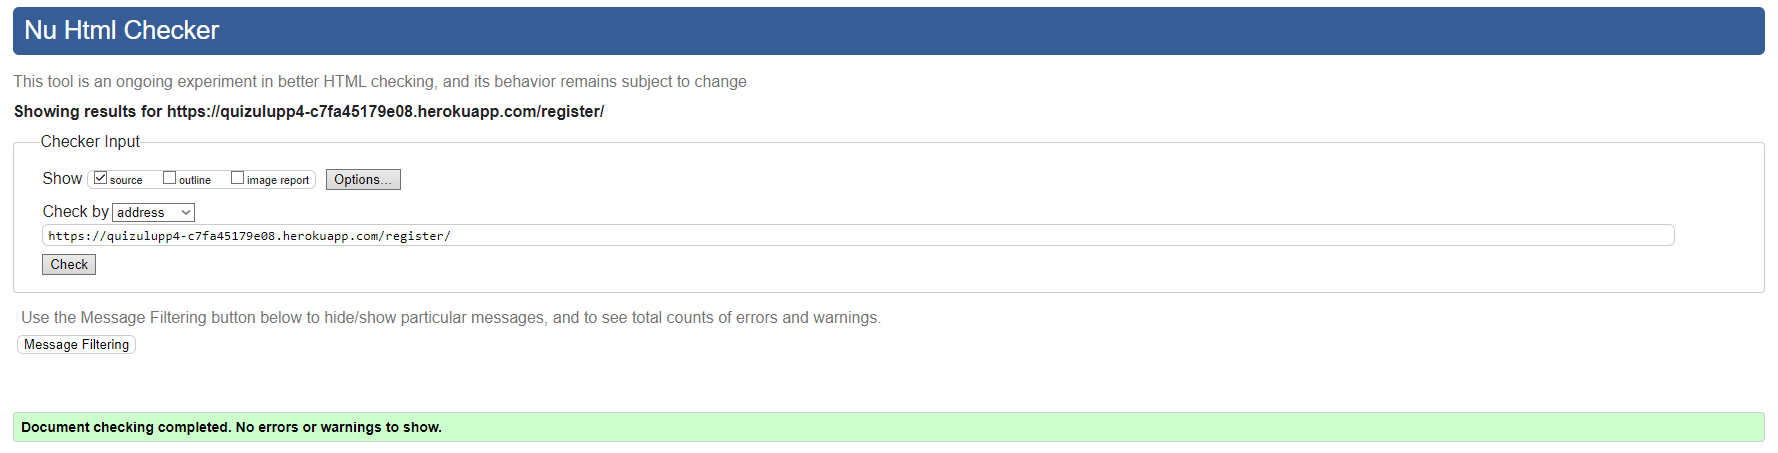 Nu Html Checker
This tool is an ongoing experiment in better HTML checking, and its behavior remains subject to change
Showing results for https://quizulupp4-c7fa45179e08.herokuapp.com/register/
Checker Input
Show source outline image report Options...
Check by address
https://quizulupp4-c7fa45179e08.herokuapp.com/register/
Check
Use the Message Filtering button below to hide/show particular messages, and to see total counts of errors and warnings.
Message Filtering
Document checking completed. No errors or warnings to show.